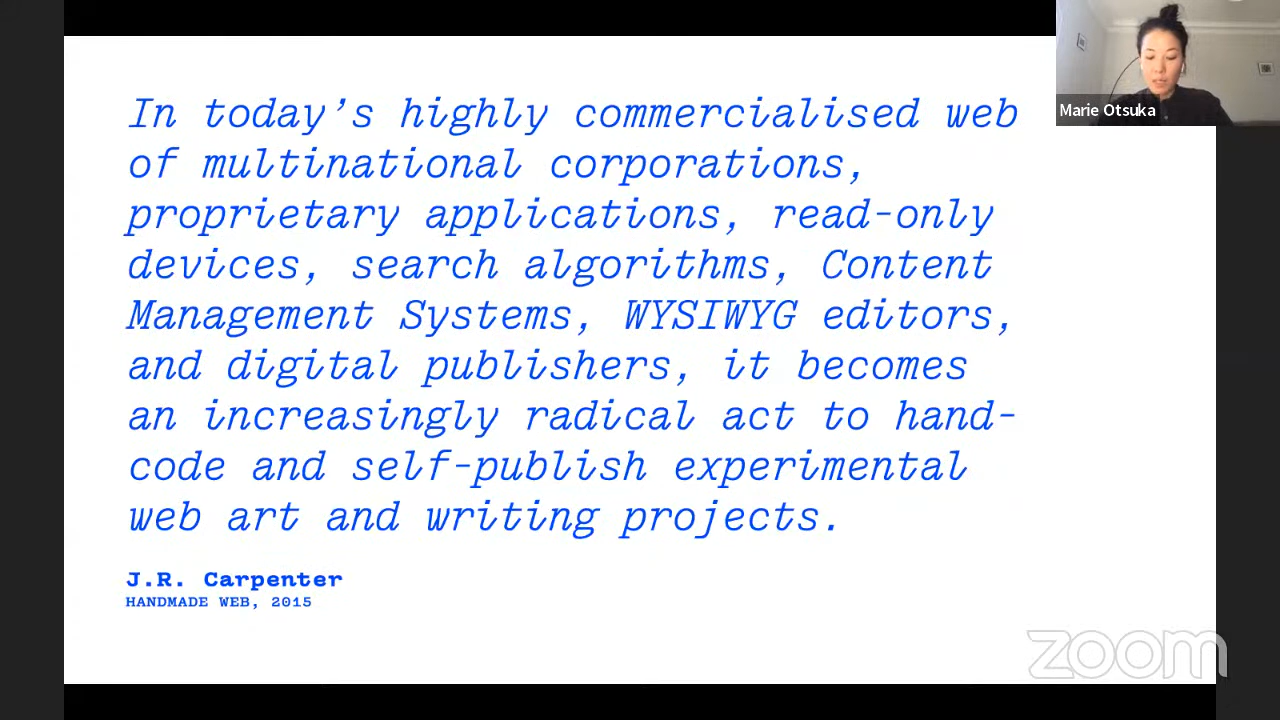 In today’s highly commercialised web
of multinational corporations,
proprietary applications, read-only
devices, search algorithms, Content
Management Systems, WYSIWYG editors,
and digital publishers, it becomes
an increasingly radical act to hand-
code and self-publish experimental
web art and writing projects.
J.R. Carpenter
HANDMADE WEB, 2015
Marie Otsuka
zoom